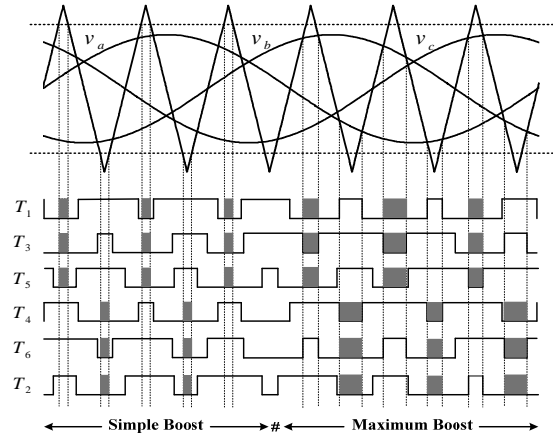 v_a v_b v_c
T_1
T_3
T_5
T_4
T_6
T_2
Simple Boost # Maximum Boost